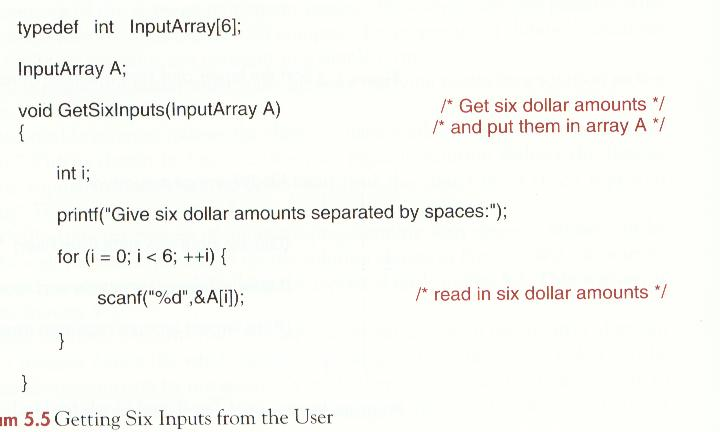 typedef int InputArray[6];
InputArray A;
void GetSixInputs(InputArray A) /* Get six dollar amounts */
{ /* and put them in array A */
int i;
printf("Give six dollar amounts separated by spaces:");
for (i = 0; i < 6; ++i) {
scanf("%d",&A[i]); /* read in six dollar amounts */
}
}
5.5 Getting Six Inputs from the User